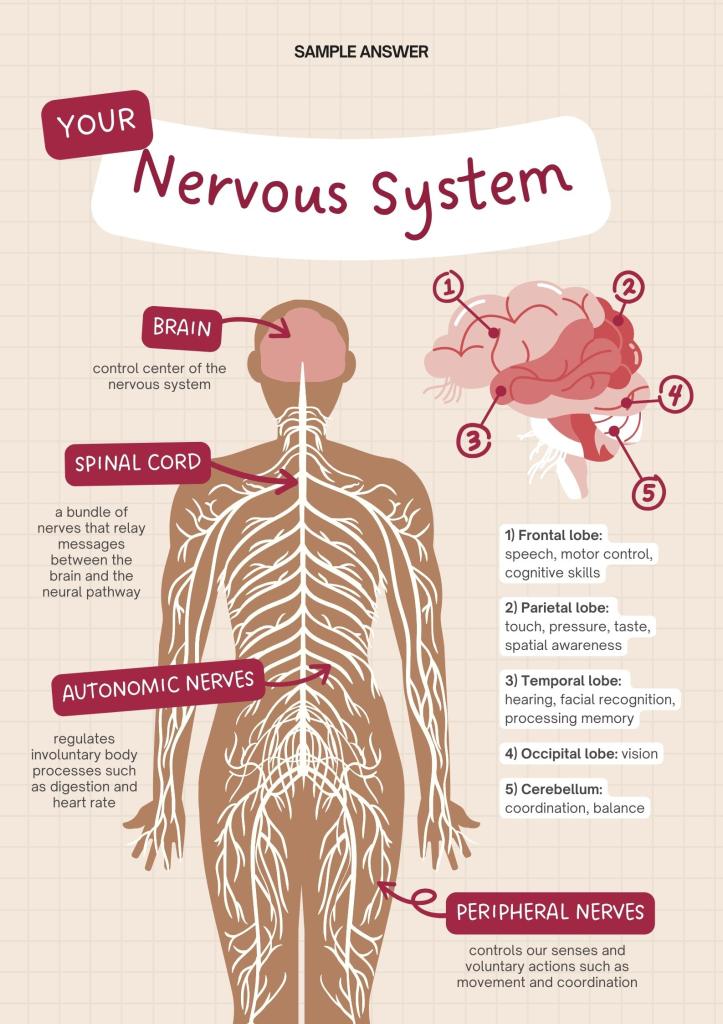 SAMPLE ANSWER
YOUR
Nervous System
BRAIN
control center of the
nervous system
SPINAL CORD
a bundle of
nerves that relay
messages
between the
brain and the
neural pathway
AUTONOMIC NERVES
regulates
involuntary body
processes such
as digestion and
heart rate
1
2
3
4
5
1) Frontal lobe:
speech, motor control,
cognitive skills
2) Parietal lobe:
touch, pressure, taste,
spatial awareness
3) Temporal lobe:
hearing, facial recognition,
processing memory
4) Occipital lobe: vision
5) Cerebellum:
coordination, balance
PERIPHERAL NERVES
controls our senses and
voluntary actions such as
movement and coordination